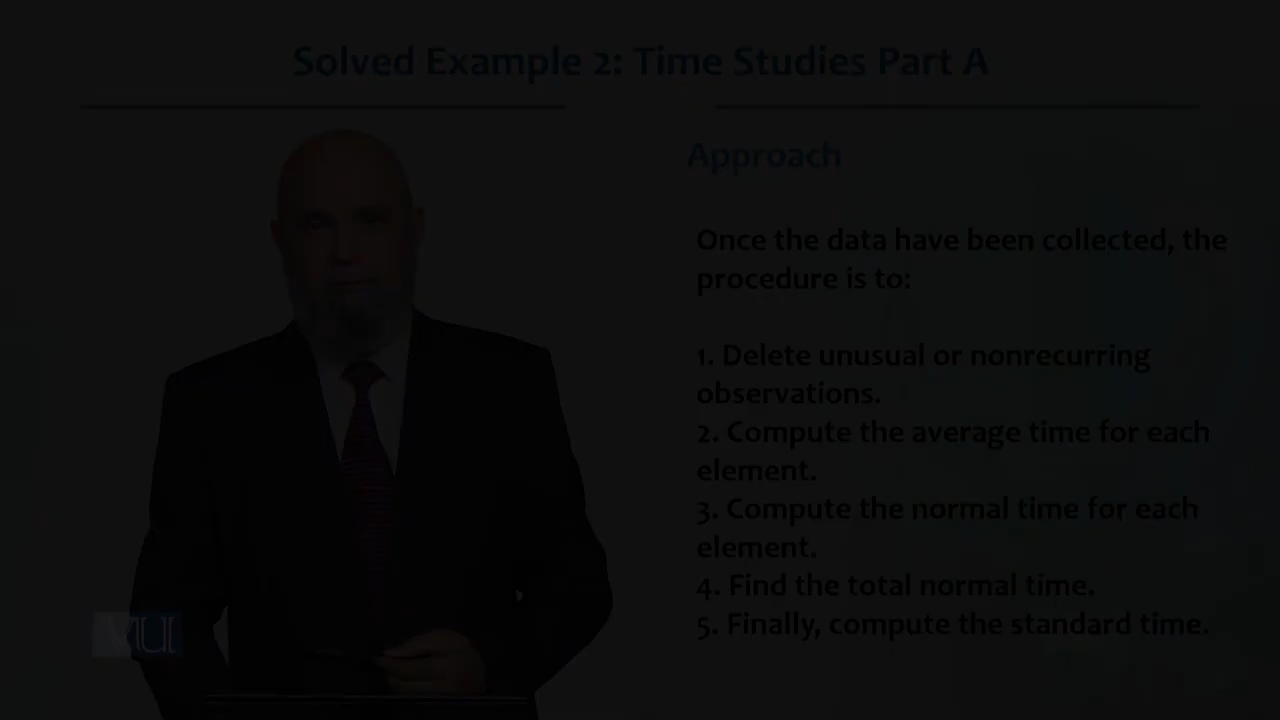 Solved Example 2: Time Studies Part A
Approach
Once the data have been collected, the
procedure is to:
1. Delete unusual or nonrecurring
observations.
2. Compute the average time for each
element.
3. Compute the normal time for each
element.
4. Find the total normal time.
5. Finally, compute the standard time.